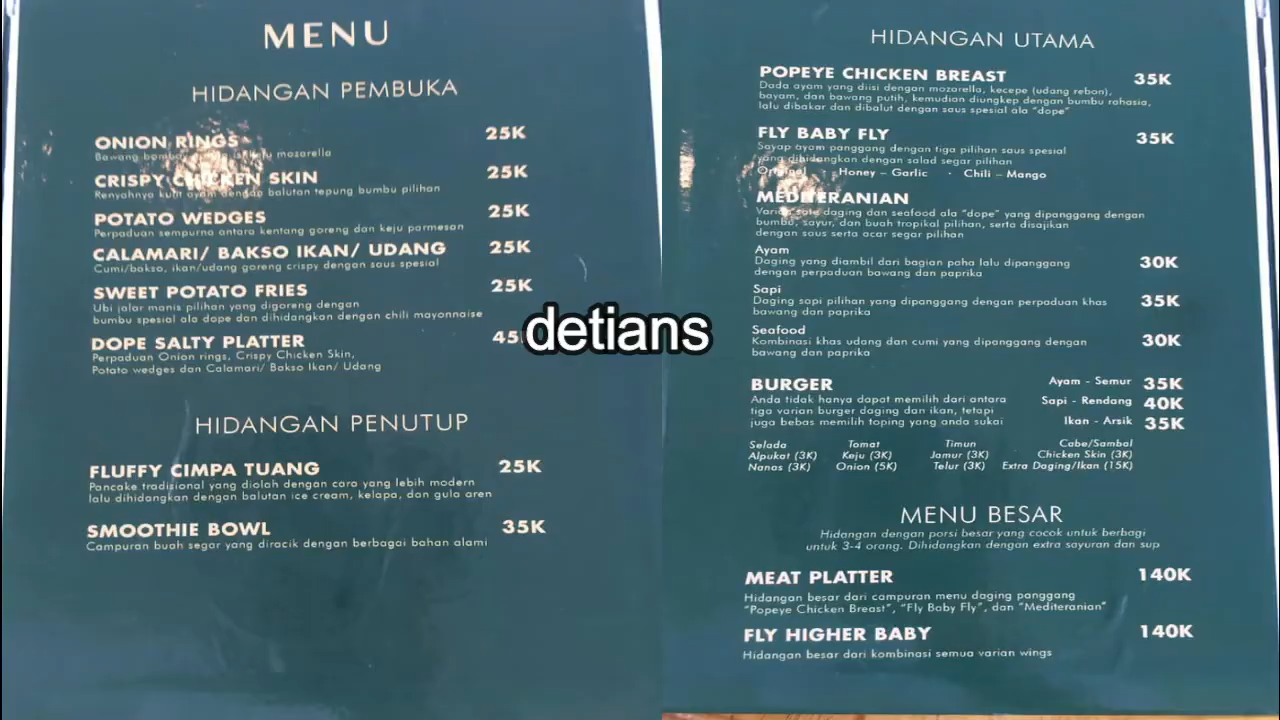 MENU
HIDANGAN PEMBUKA
ONION RINGS 25K
Bawang mozarella
CRISPY CHICKEN SKIN 25K
Renyahnya kulit ayam dengan balutan tepung bumbu pilihan
POTATO WEDGES 25K
Perpaduan sempurna antara kentang goreng dan keju parmesan
CALAMARI/ BAKSO IKAN/ UDANG 25K
Cumi/bakso, ikan/udang goreng crispy dengan saus spesial
SWEET POTATO FRIES 25K
Ubi jalar manis pilihan yang digoreng dengan
bumbu spesial ala dope dan dihidangkan dengan chili mayonnaise
DOPE SALTY PLATTER 45
Perpaduan Onion rings, Crispy Chicken Skin,
Potato wedges dan Calamari/ Bakso Ikan/ Udang
HIDANGAN PENUTUP
FLUFFY CIMPA TUANG 25K
Pancake tradisional yang diolah dengan cara yang lebih modern
lalu dihidangkan dengan balutan ice cream, kelapa, dan gula aren
SMOOTHIE BOWL 35K
Campuran buah segar yang diracik dengan berbagai bahan alami
detians
HIDANGAN UTAMA
POPEYE CHICKEN BREAST 35K
Dada ayam yang diisi dengan mozarella, kecepe (udang rebon),
bayam, dan bawang putih, kemudian diungkep dengan bumbu rahasia,
lalu dibakar dan dibalut dengan saus spesial ala "dope"
FLY BABY FLY 35K
Sayap ayam panggang dengan tiga pilihan saus spesial
yang dihidangkan dengan salad segar pilihan
Original · Honey – Garlic · Chili – Mango
MEDITERANIAN
Varian sate daging dan seafood ala "dope" yang dipanggang dengan
bumbu, sayur, dan buah tropikal pilihan, serta disajikan
dengan saus serta acar segar pilihan
Ayam
Daging yang diambil dari bagian paha lalu dipanggang 30K
dengan perpaduan bawang dan paprika
Sapi
Daging sapi pilihan yang dipanggang dengan perpaduan khas 35K
bawang dan paprika
Seafood
Kombinasi khas udang dan cumi yang dipanggang dengan 30K
bawang dan paprika
BURGER Ayam - Semur 35K
Anda tidak hanya dapat memilih dari antara Sapi - Rendang 40K
tiga varian burger daging dan ikan, tetapi
juga bebas memilih toping yang anda sukai Ikan - Arsik 35K
Selada Tomat Timun Cabe/Sambal
Alpukat (3K) Keju (3K) Jamur (3K) Chicken Skin (3K)
Nanas (3K) Onion (5K) Telur (3K) Extra Daging/Ikan (15K)
MENU BESAR
Hidangan dengan porsi besar yang cocok untuk berbagi
untuk 3-4 orang. Dihidangkan dengan extra sayuran dan sup
MEAT PLATTER 140K
Hidangan besar dari campuran menu daging panggang
"Popeye Chicken Breast", "Fly Baby Fly", dan "Mediteranian"
FLY HIGHER BABY 140K
Hidangan besar dari kombinasi semua varian wings